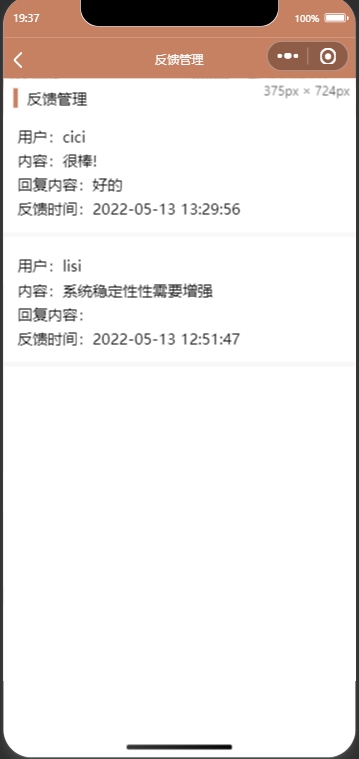 19:37
100%
反馈管理
375px × 724px
反馈管理
用户：cici
内容：很棒!
回复内容：好的
反馈时间：2022-05-13 13:29:56
用户：lisi
内容：系统稳定性性需要增强
回复内容：
反馈时间：2022-05-13 12:51:47